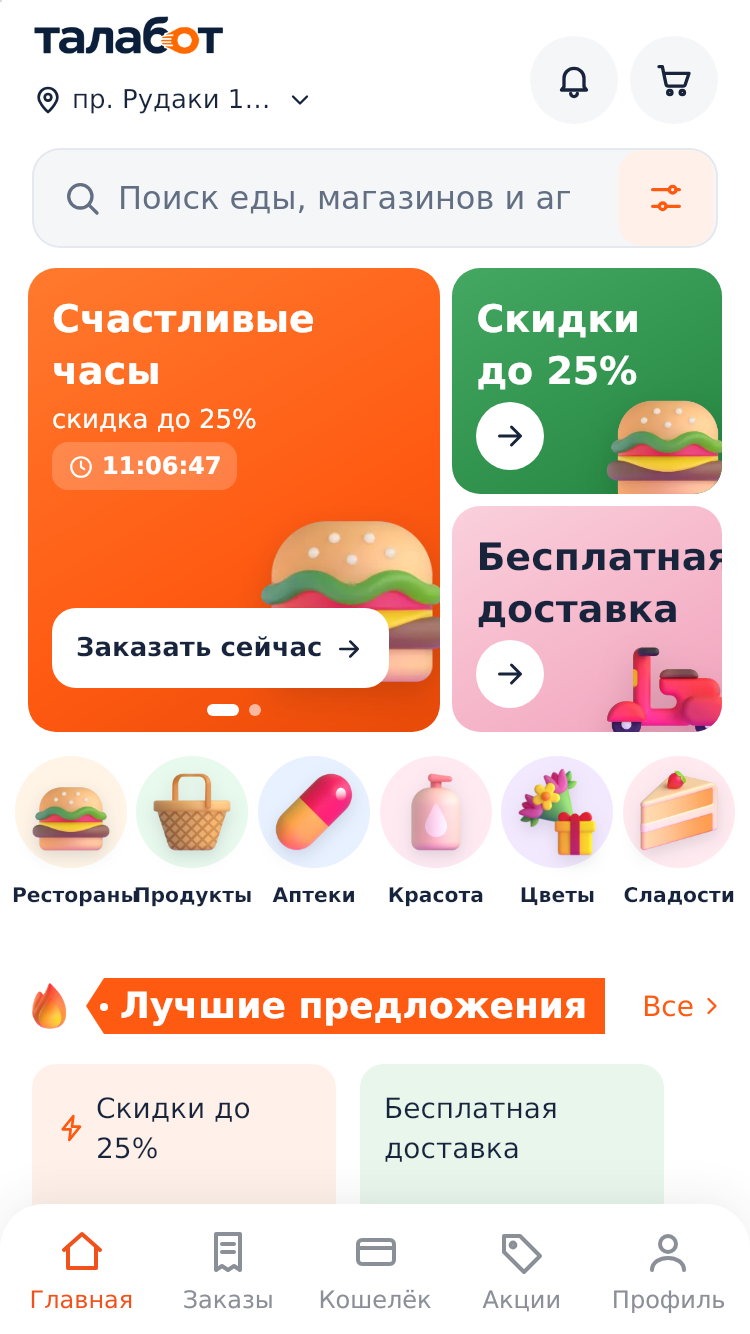 талабот
пр. Рудаки 1...
Поиск еды, магазинов и аг
Счастливые
часы
скидка до 25%
11:06:47
Заказать сейчас
Скидки
до 25%
Бесплатная
доставка
Рестораны
Продукты
Аптеки
Красота
Цветы
Сладости
Лучшие предложения
Все
Скидки до
25%
Бесплатная
доставка
Главная
Заказы
Кошелёк
Акции
Профиль